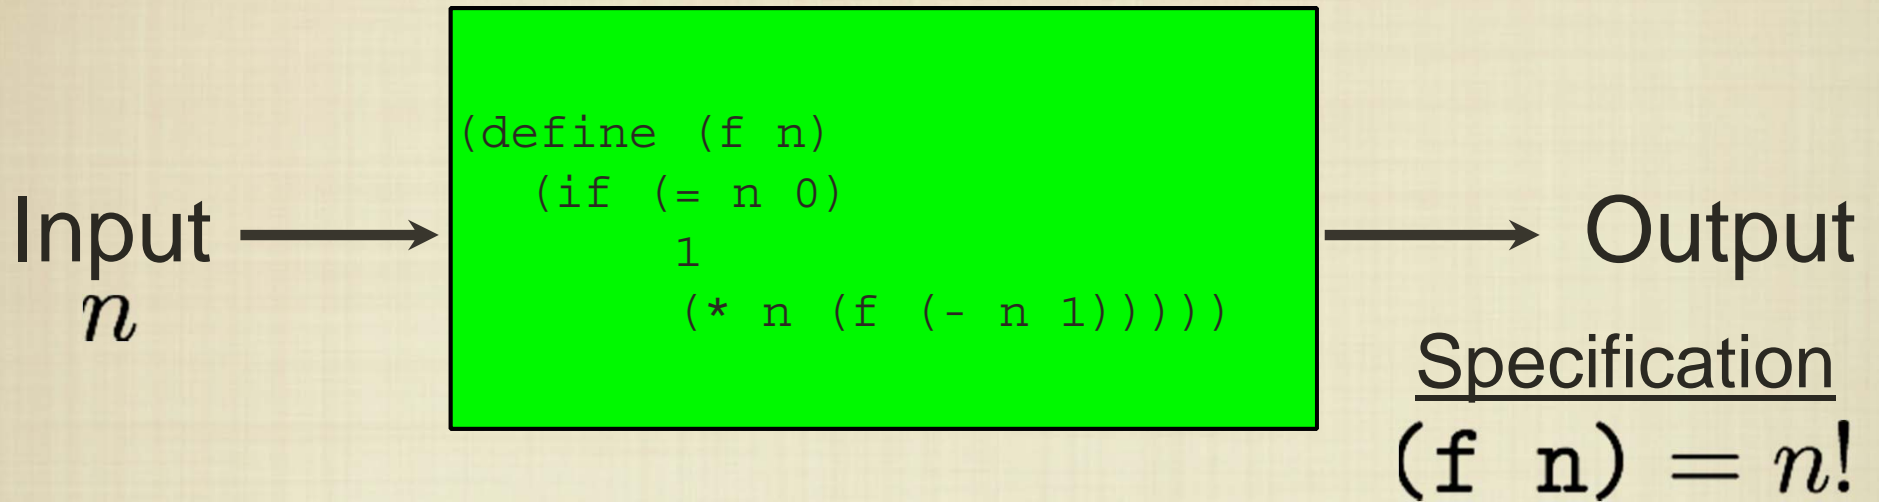 Input
n
(define (f n)
(if (= n 0)
1
(* n (f (- n 1)))))
Output
Specification
(f n) = n!